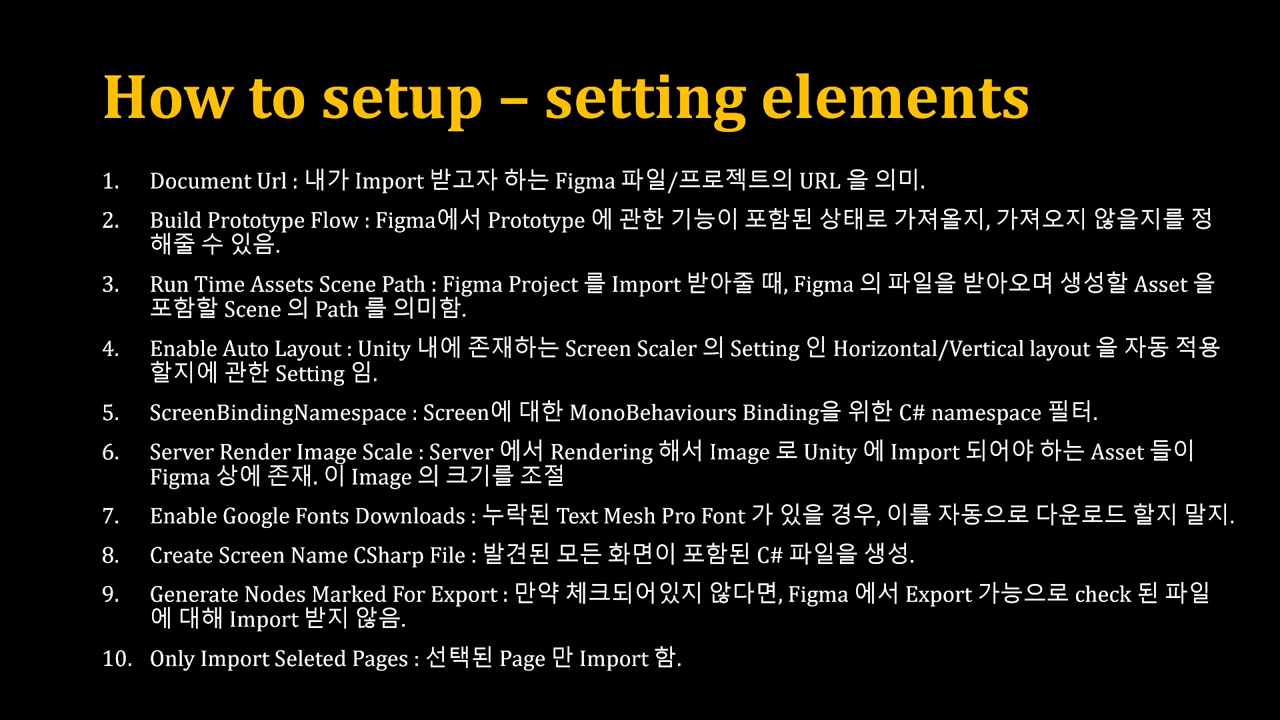 How to setup – setting elements
1. Document Url : 내가 Import 받고자 하는 Figma 파일/프로젝트의 URL 을 의미.
2. Build Prototype Flow : Figma에서 Prototype 에 관한 기능이 포함된 상태로 가져올지, 가져오지 않을지를 정
해줄 수 있음.
3. Run Time Assets Scene Path : Figma Project 를 Import 받아줄 때, Figma 의 파일을 받아오며 생성할 Asset 을
포함할 Scene 의 Path 를 의미함.
4. Enable Auto Layout : Unity 내에 존재하는 Screen Scaler 의 Setting 인 Horizontal/Vertical layout 을 자동 적용
할지에 관한 Setting 임.
5. ScreenBindingNamespace : Screen에 대한 MonoBehaviours Binding을 위한 C# namespace 필터.
6. Server Render Image Scale : Server 에서 Rendering 해서 Image 로 Unity 에 Import 되어야 하는 Asset 들이
Figma 상에 존재. 이 Image 의 크기를 조절
7. Enable Google Fonts Downloads : 누락된 Text Mesh Pro Font 가 있을 경우, 이를 자동으로 다운로드 할지 말지.
8. Create Screen Name CSharp File : 발견된 모든 화면이 포함된 C# 파일을 생성.
9. Generate Nodes Marked For Export : 만약 체크되어있지 않다면, Figma 에서 Export 가능으로 check 된 파일
에 대해 Import 받지 않음.
10. Only Import Seleted Pages : 선택된 Page 만 Import 함.